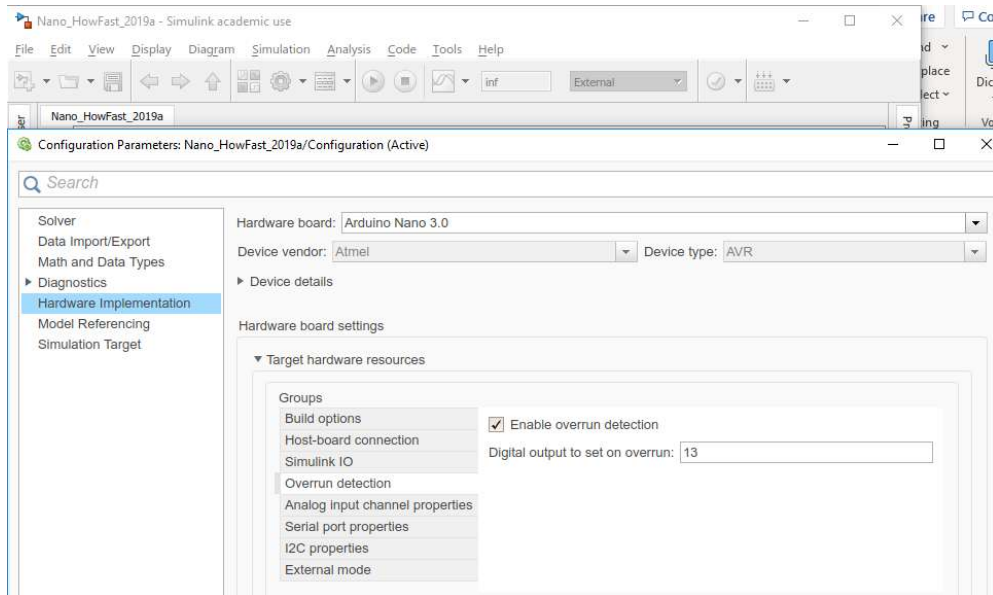 Nano_HowFast_2019a - Simulink academic use
File Edit View Display Diagram Simulation Analysis Code Tools Help
inf External
Nano_HowFast_2019a
Configuration Parameters: Nano_HowFast_2019a/Configuration (Active)
Search
Solver
Data Import/Export
Math and Data Types
Diagnostics
Hardware Implementation
Model Referencing
Simulation Target
Hardware board: Arduino Nano 3.0
Device vendor: Atmel Device type: AVR
Device details
Hardware board settings
Target hardware resources
Groups
Build options
Host-board connection
Simulink IO
Overrun detection
Analog input channel properties
Serial port properties
I2C properties
External mode
Enable overrun detection
Digital output to set on overrun: 13